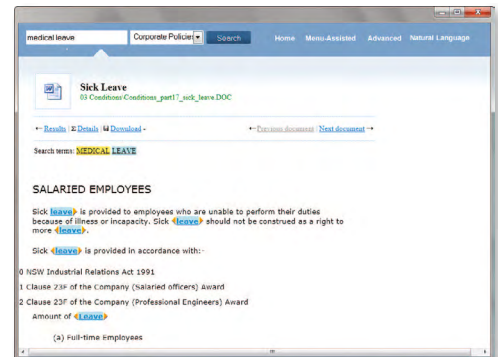 medical leave Corporate Policies Search Home Menu-Assisted Advanced Natural Language
Sick Leave
03 Conditions\Conditions_part17_sick_leave.DOC
←Results | Σ Details | Download - ←Previous document | Next document→
Search terms: MEDICAL LEAVE
SALARIED EMPLOYEES
Sick leave is provided to employees who are unable to perform their duties
because of illness or incapacity. Sick leave should not be construed as a right to
more leave.
Sick leave is provided in accordance with:-
0 NSW Industrial Relations Act 1991
1 Clause 23F of the Company (Salaried officers) Award
2 Clause 23F of the Company (Professional Engineers) Award
Amount of Leave
(a) Full-time Employees